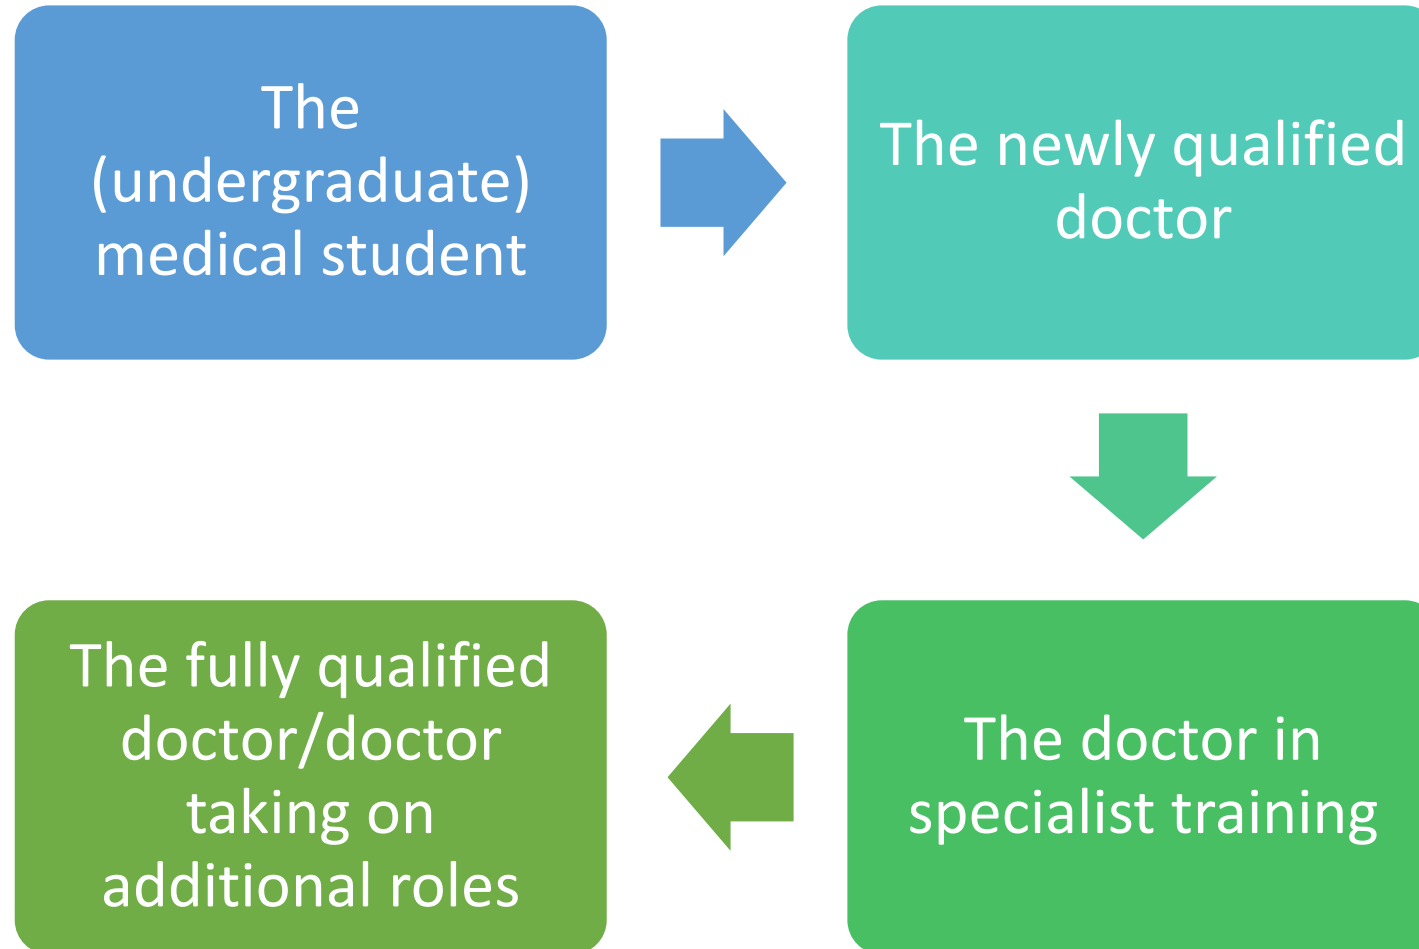 The
(undergraduate)
medical student
The newly qualified
doctor
The doctor in
specialist training
The fully qualified
doctor/doctor
taking on
additional roles